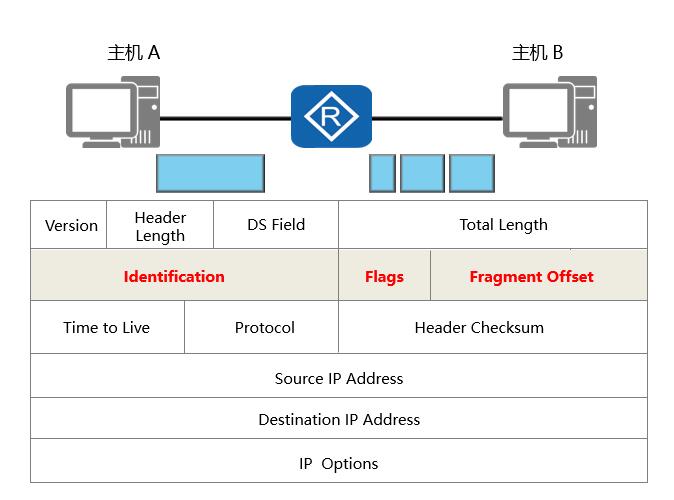 主机 A
主机 B
R
Version
Header
Length
DS Field
Total Length
Identification
Flags
Fragment Offset
Time to Live
Protocol
Header Checksum
Source IP Address
Destination IP Address
IP  Options